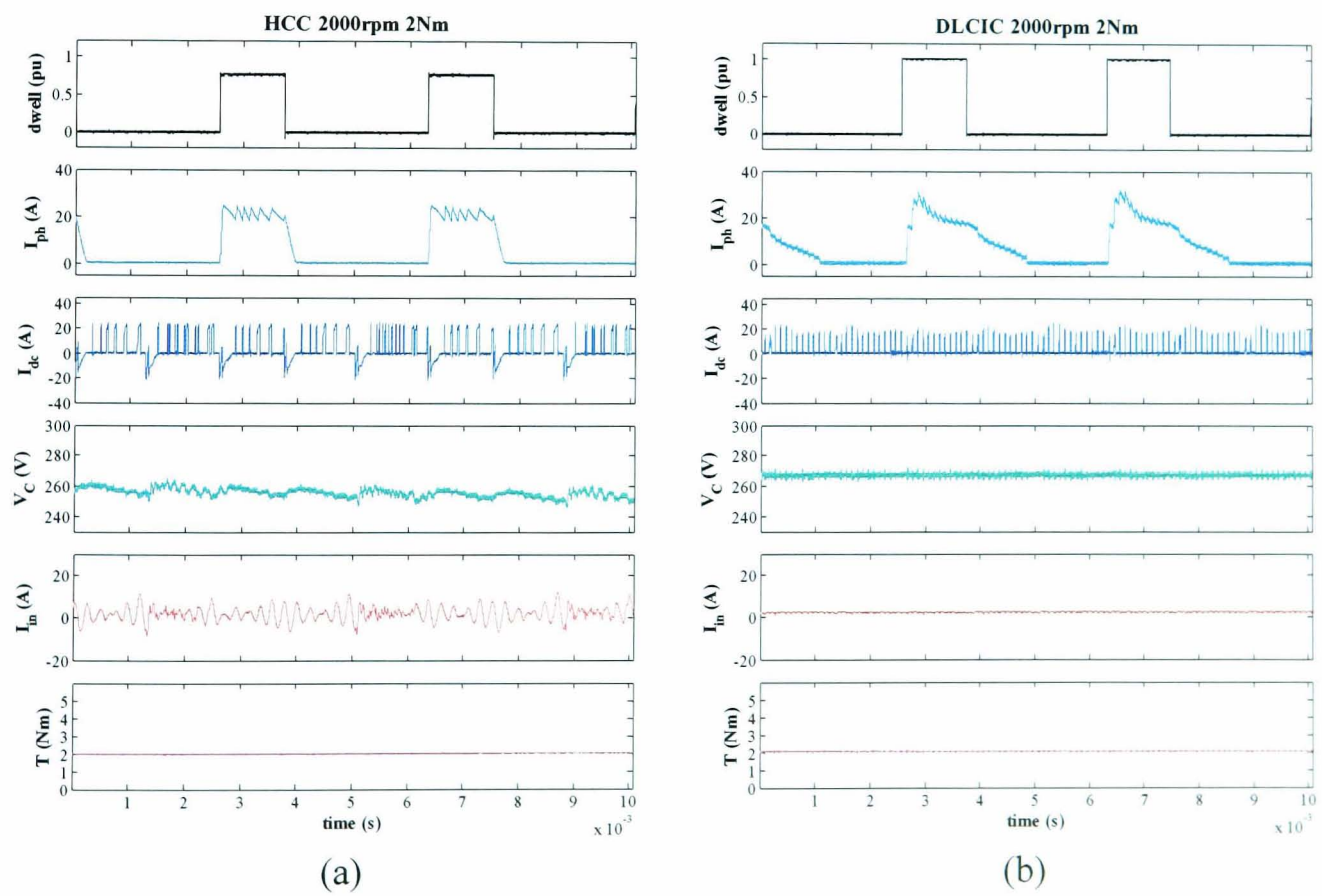 HCC 2000rpm 2Nm
dwell (pu)
1
0.5
0
I_ph (A)
40
20
0
I_dc (A)
40
20
0
-20
-40
V_C (V)
300
280
260
240
I_in (A)
20
0
-20
T (Nm)
5
4
3
2
1
0
1 2 3 4 5 6 7 8 9 10
time (s)
x 10^-3
(a)
DLCIC 2000rpm 2Nm
dwell (pu)
1
0.5
0
I_ph (A)
40
20
0
I_dc (A)
40
20
0
-20
-40
V_C (V)
300
280
260
240
I_in (A)
20
0
-20
T (Nm)
5
4
3
2
1
0
1 2 3 4 5 6 7 8 9 10
time (s)
x 10^-3
(b)